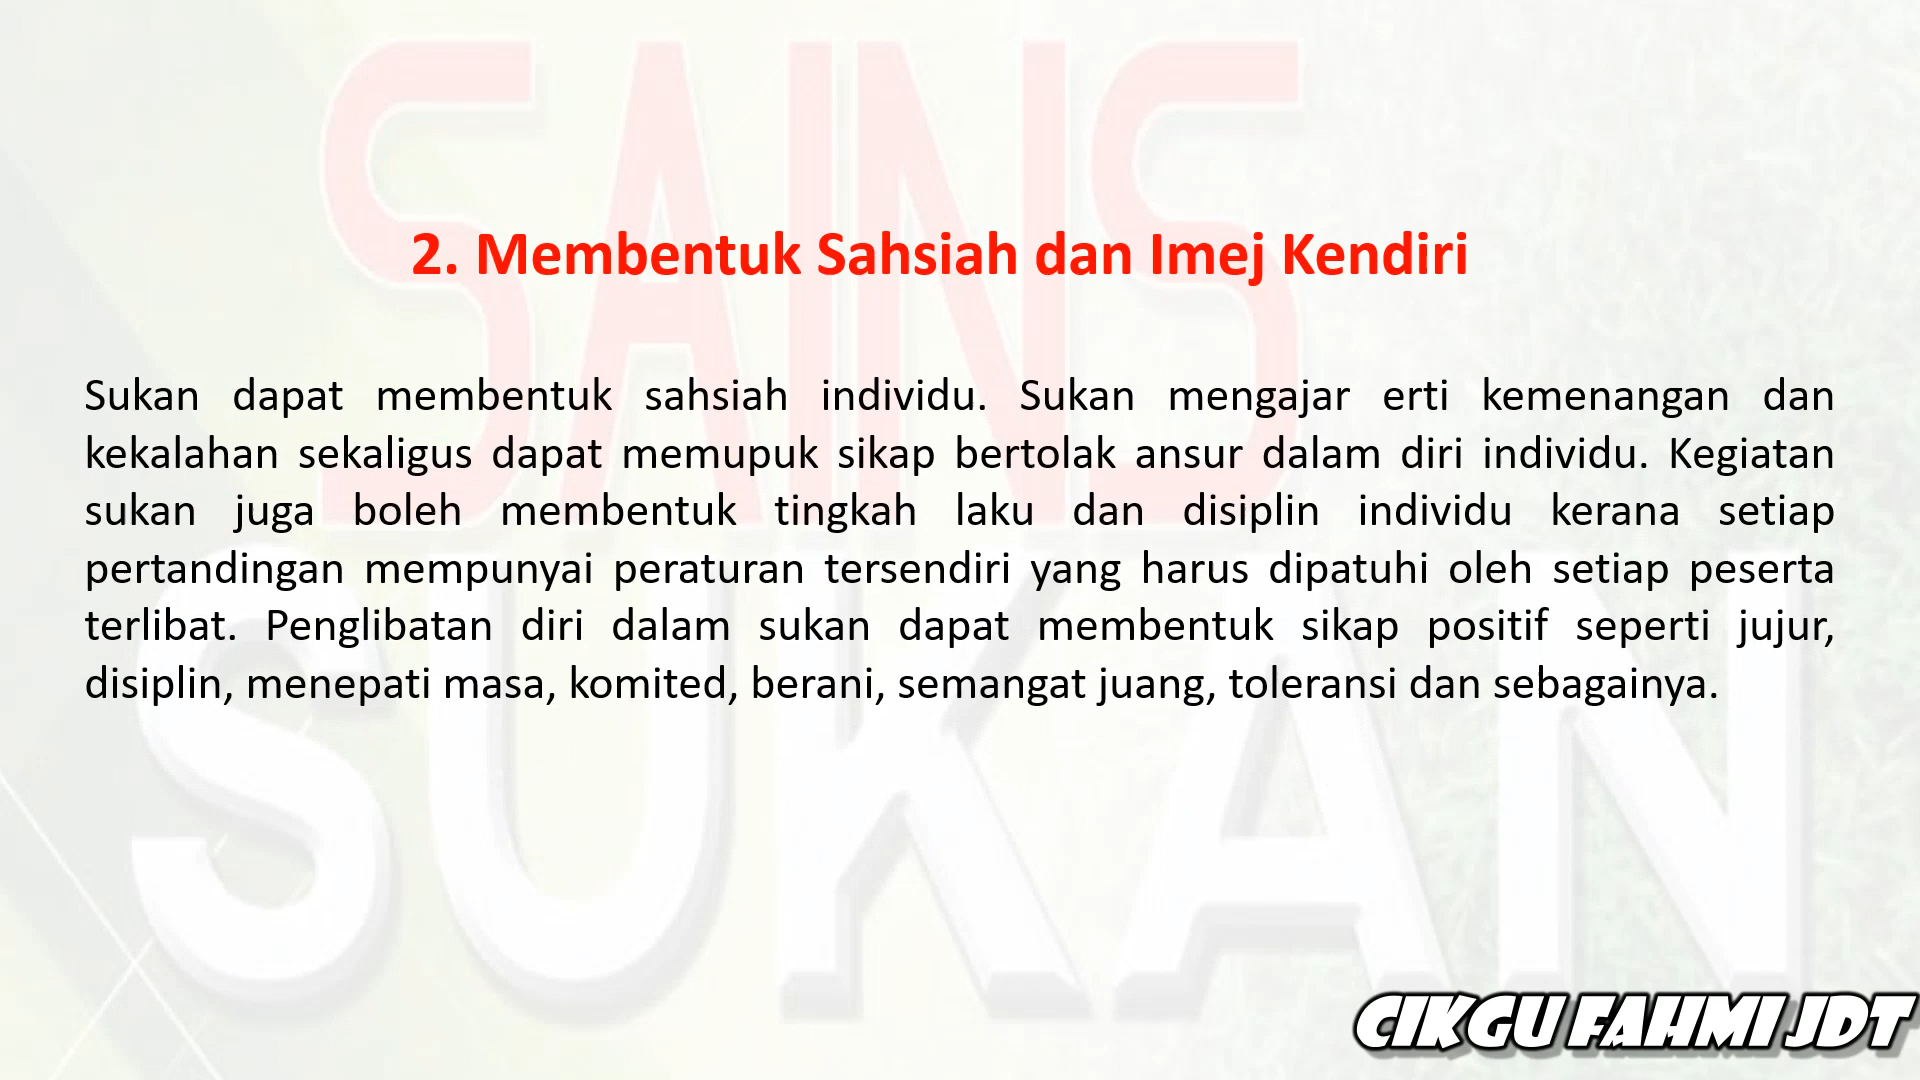 SAINS
SUKAN
2. Membentuk Sahsiah dan Imej Kendiri
Sukan dapat membentuk sahsiah individu. Sukan mengajar erti kemenangan dan
kekalahan sekaligus dapat memupuk sikap bertolak ansur dalam diri individu. Kegiatan
sukan juga boleh membentuk tingkah laku dan disiplin individu kerana setiap
pertandingan mempunyai peraturan tersendiri yang harus dipatuhi oleh setiap peserta
terlibat. Penglibatan diri dalam sukan dapat membentuk sikap positif seperti jujur,
disiplin, menepati masa, komited, berani, semangat juang, toleransi dan sebagainya.
CIKGU FAHMI JDT